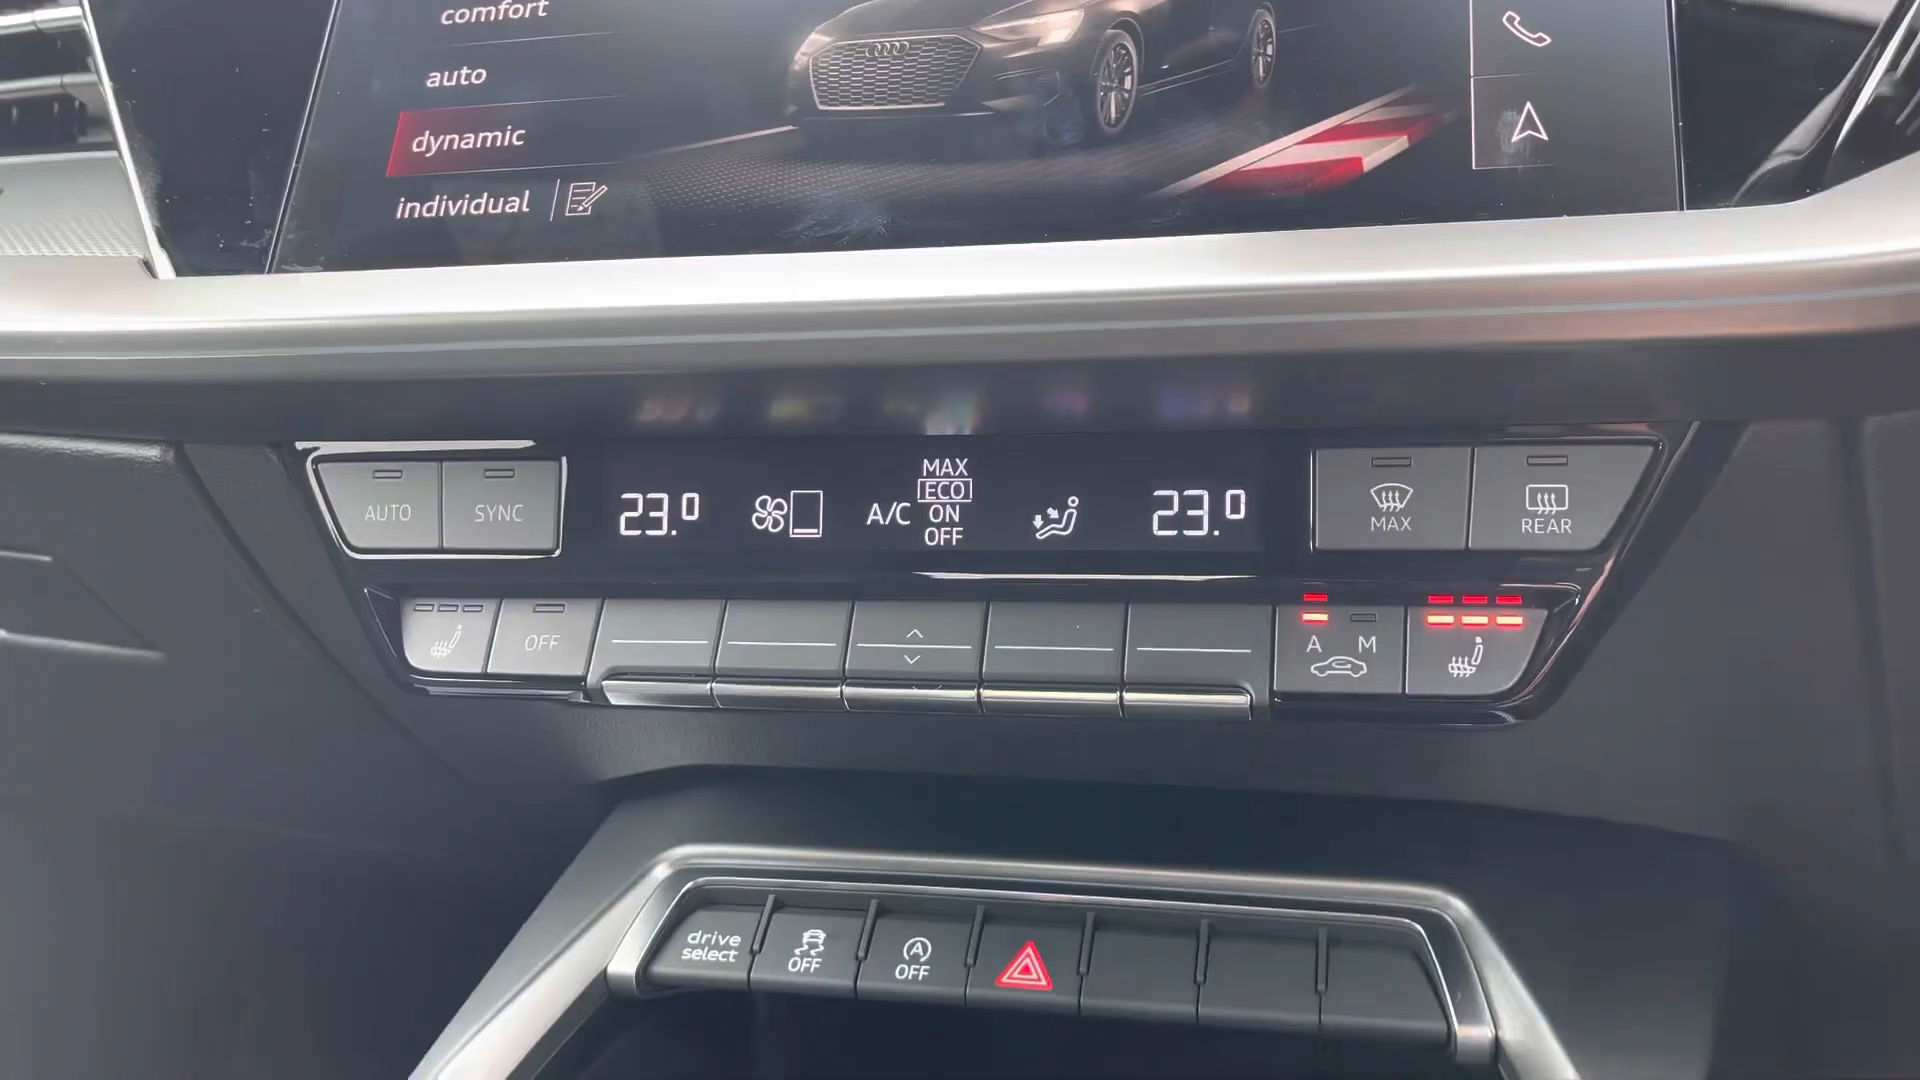 comfort
auto
dynamic
individual
AUTO
SYNC
23.0
A/C
MAX
ECO
ON
OFF
23.0
MAX
REAR
OFF
A M
drive
select
OFF
A
OFF